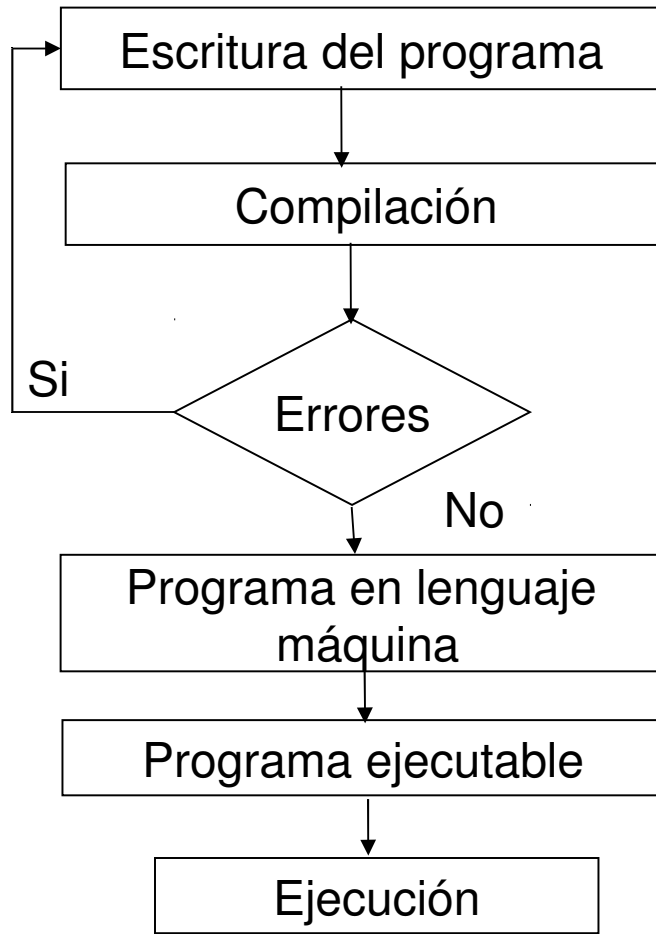 Escritura del programa
Compilación
Si
Errores
No
Programa en lenguaje
máquina
Programa ejecutable
Ejecución